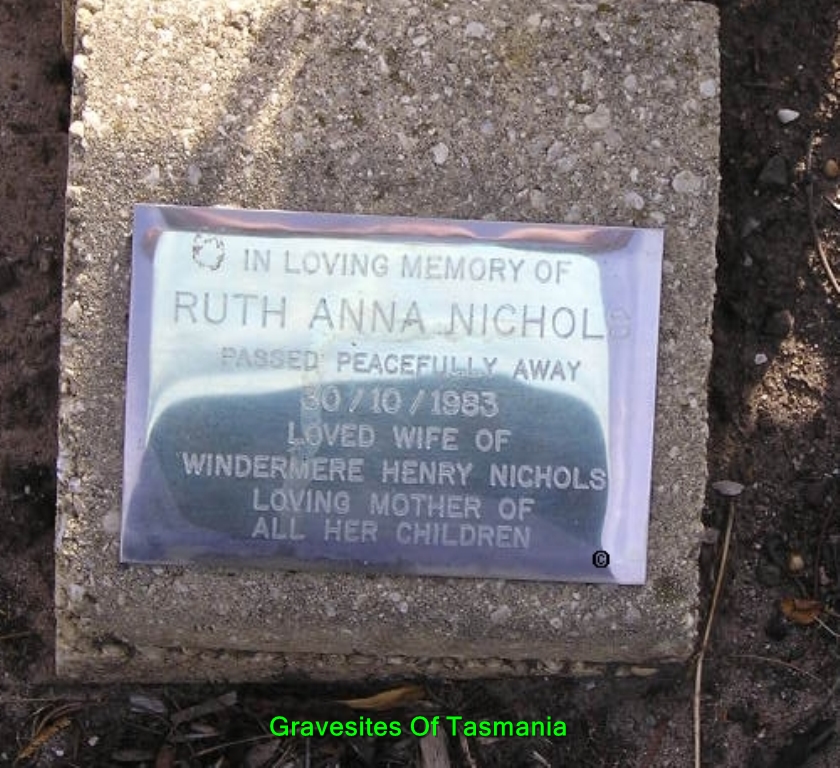 IN LOVING MEMORY OF
RUTH ANNA NICHOLS
PASSED PEACEFULLY AWAY
30/10/1983
LOVED WIFE OF
WINDERMERE HENRY NICHOLS
LOVING MOTHER OF
ALL HER CHILDREN
©
Gravesites Of Tasmania